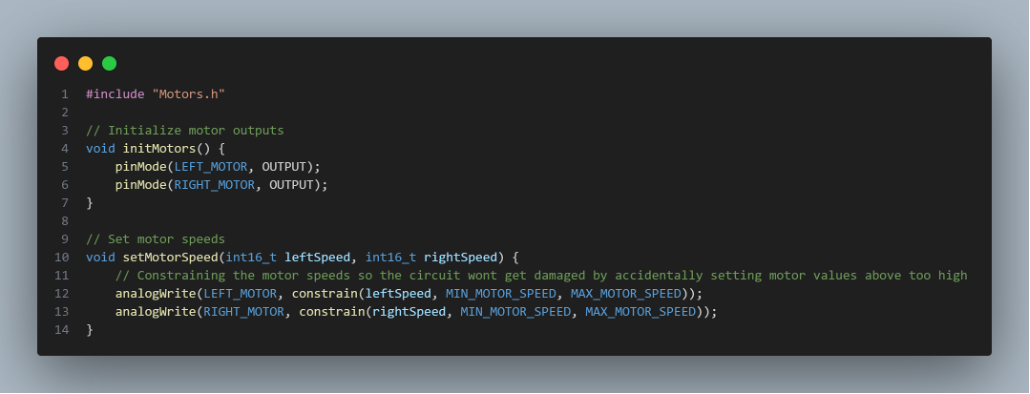 1 #include "Motors.h"
2
3 // Initialize motor outputs
4 void initMotors() {
5     pinMode(LEFT_MOTOR, OUTPUT);
6     pinMode(RIGHT_MOTOR, OUTPUT);
7 }
8
9 // Set motor speeds
10 void setMotorSpeed(int16_t leftSpeed, int16_t rightSpeed) {
11     // Constraining the motor speeds so the circuit wont get damaged by accidentally setting motor values above too high
12     analogWrite(LEFT_MOTOR, constrain(leftSpeed, MIN_MOTOR_SPEED, MAX_MOTOR_SPEED));
13     analogWrite(RIGHT_MOTOR, constrain(rightSpeed, MIN_MOTOR_SPEED, MAX_MOTOR_SPEED));
14 }